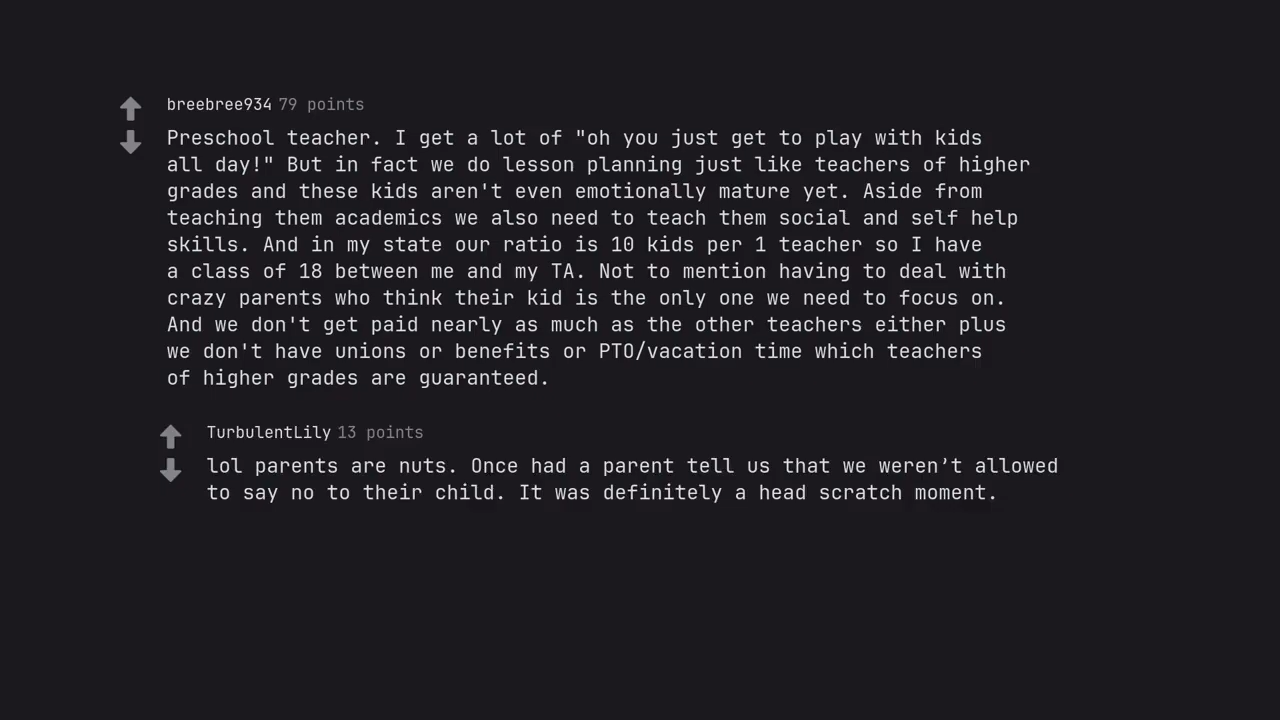 breebree934 79 points
Preschool teacher. I get a lot of "oh you just get to play with kids
all day!" But in fact we do lesson planning just like teachers of higher
grades and these kids aren't even emotionally mature yet. Aside from
teaching them academics we also need to teach them social and self help
skills. And in my state our ratio is 10 kids per 1 teacher so I have
a class of 18 between me and my TA. Not to mention having to deal with
crazy parents who think their kid is the only one we need to focus on.
And we don't get paid nearly as much as the other teachers either plus
we don't have unions or benefits or PTO/vacation time which teachers
of higher grades are guaranteed.
TurbulentLily 13 points
lol parents are nuts. Once had a parent tell us that we weren’t allowed
to say no to their child. It was definitely a head scratch moment.